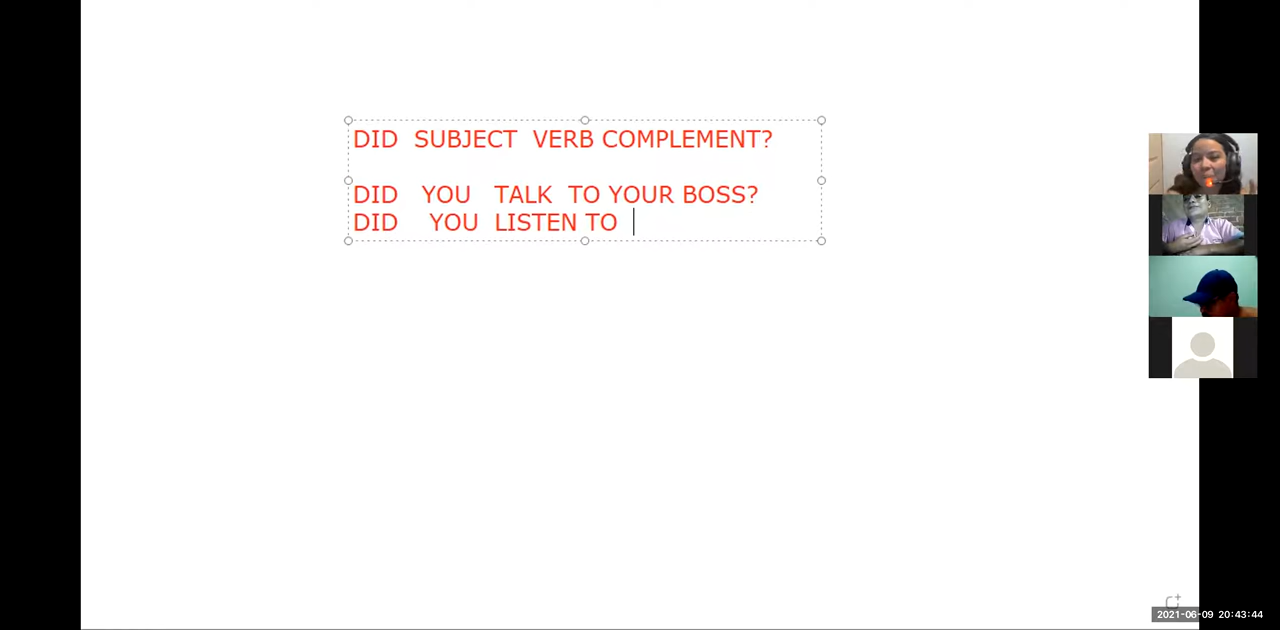 DID SUBJECT VERB COMPLEMENT?
DID YOU TALK TO YOUR BOSS?
DID YOU LISTEN TO
2021-06-09 20:43:44